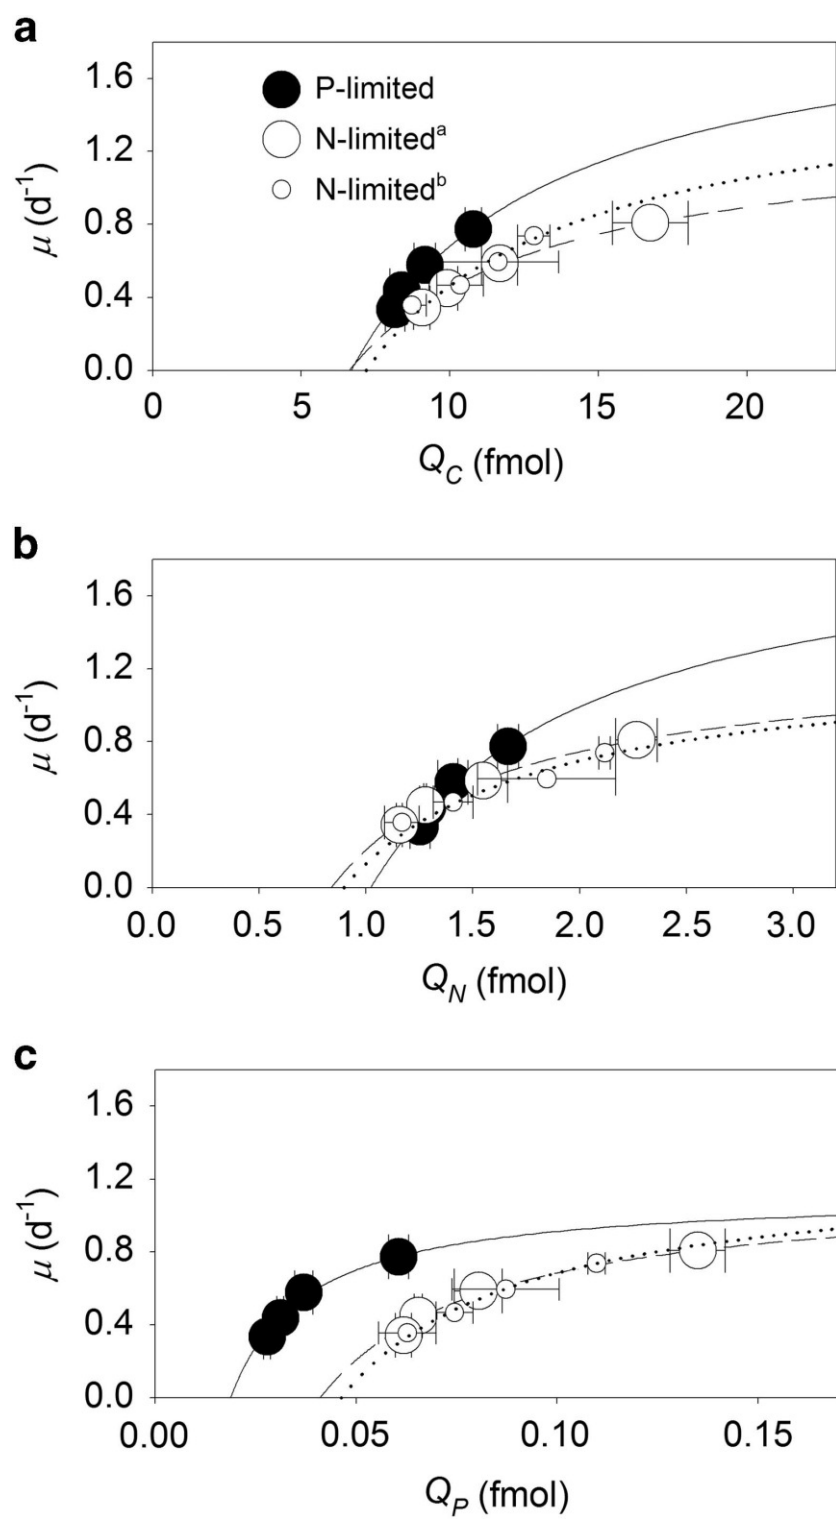 a
1.6
1.2
0.8
0.4
0.0
μ (d⁻¹)
P-limited
N-limitedᵃ
N-limitedᵇ
0 5 10 15 20
Q_C (fmol)
b
1.6
1.2
0.8
0.4
0.0
μ (d⁻¹)
0.0 0.5 1.0 1.5 2.0 2.5 3.0
Q_N (fmol)
c
1.6
1.2
0.8
0.4
0.0
μ (d⁻¹)
0.00 0.05 0.10 0.15
Q_P (fmol)